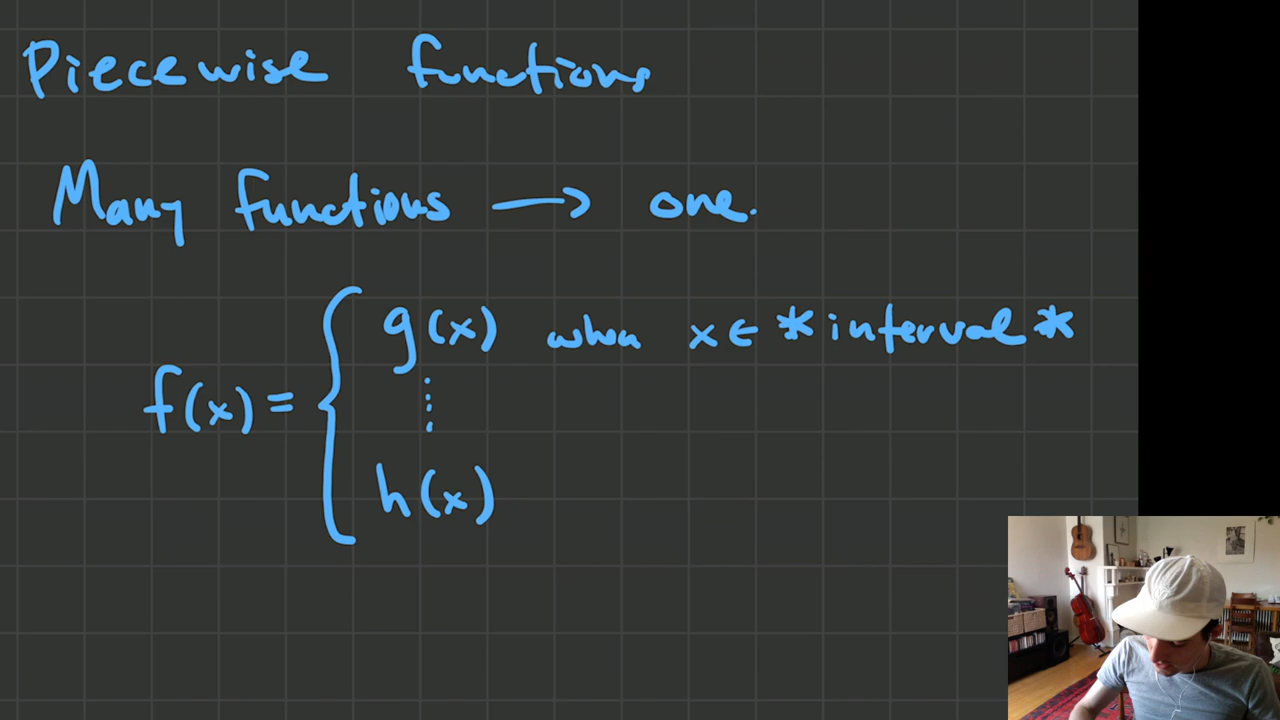 Piecewise functions
Many functions → one.
f(x) = {
g(x) when x ∈ *interval*
⋮
h(x)